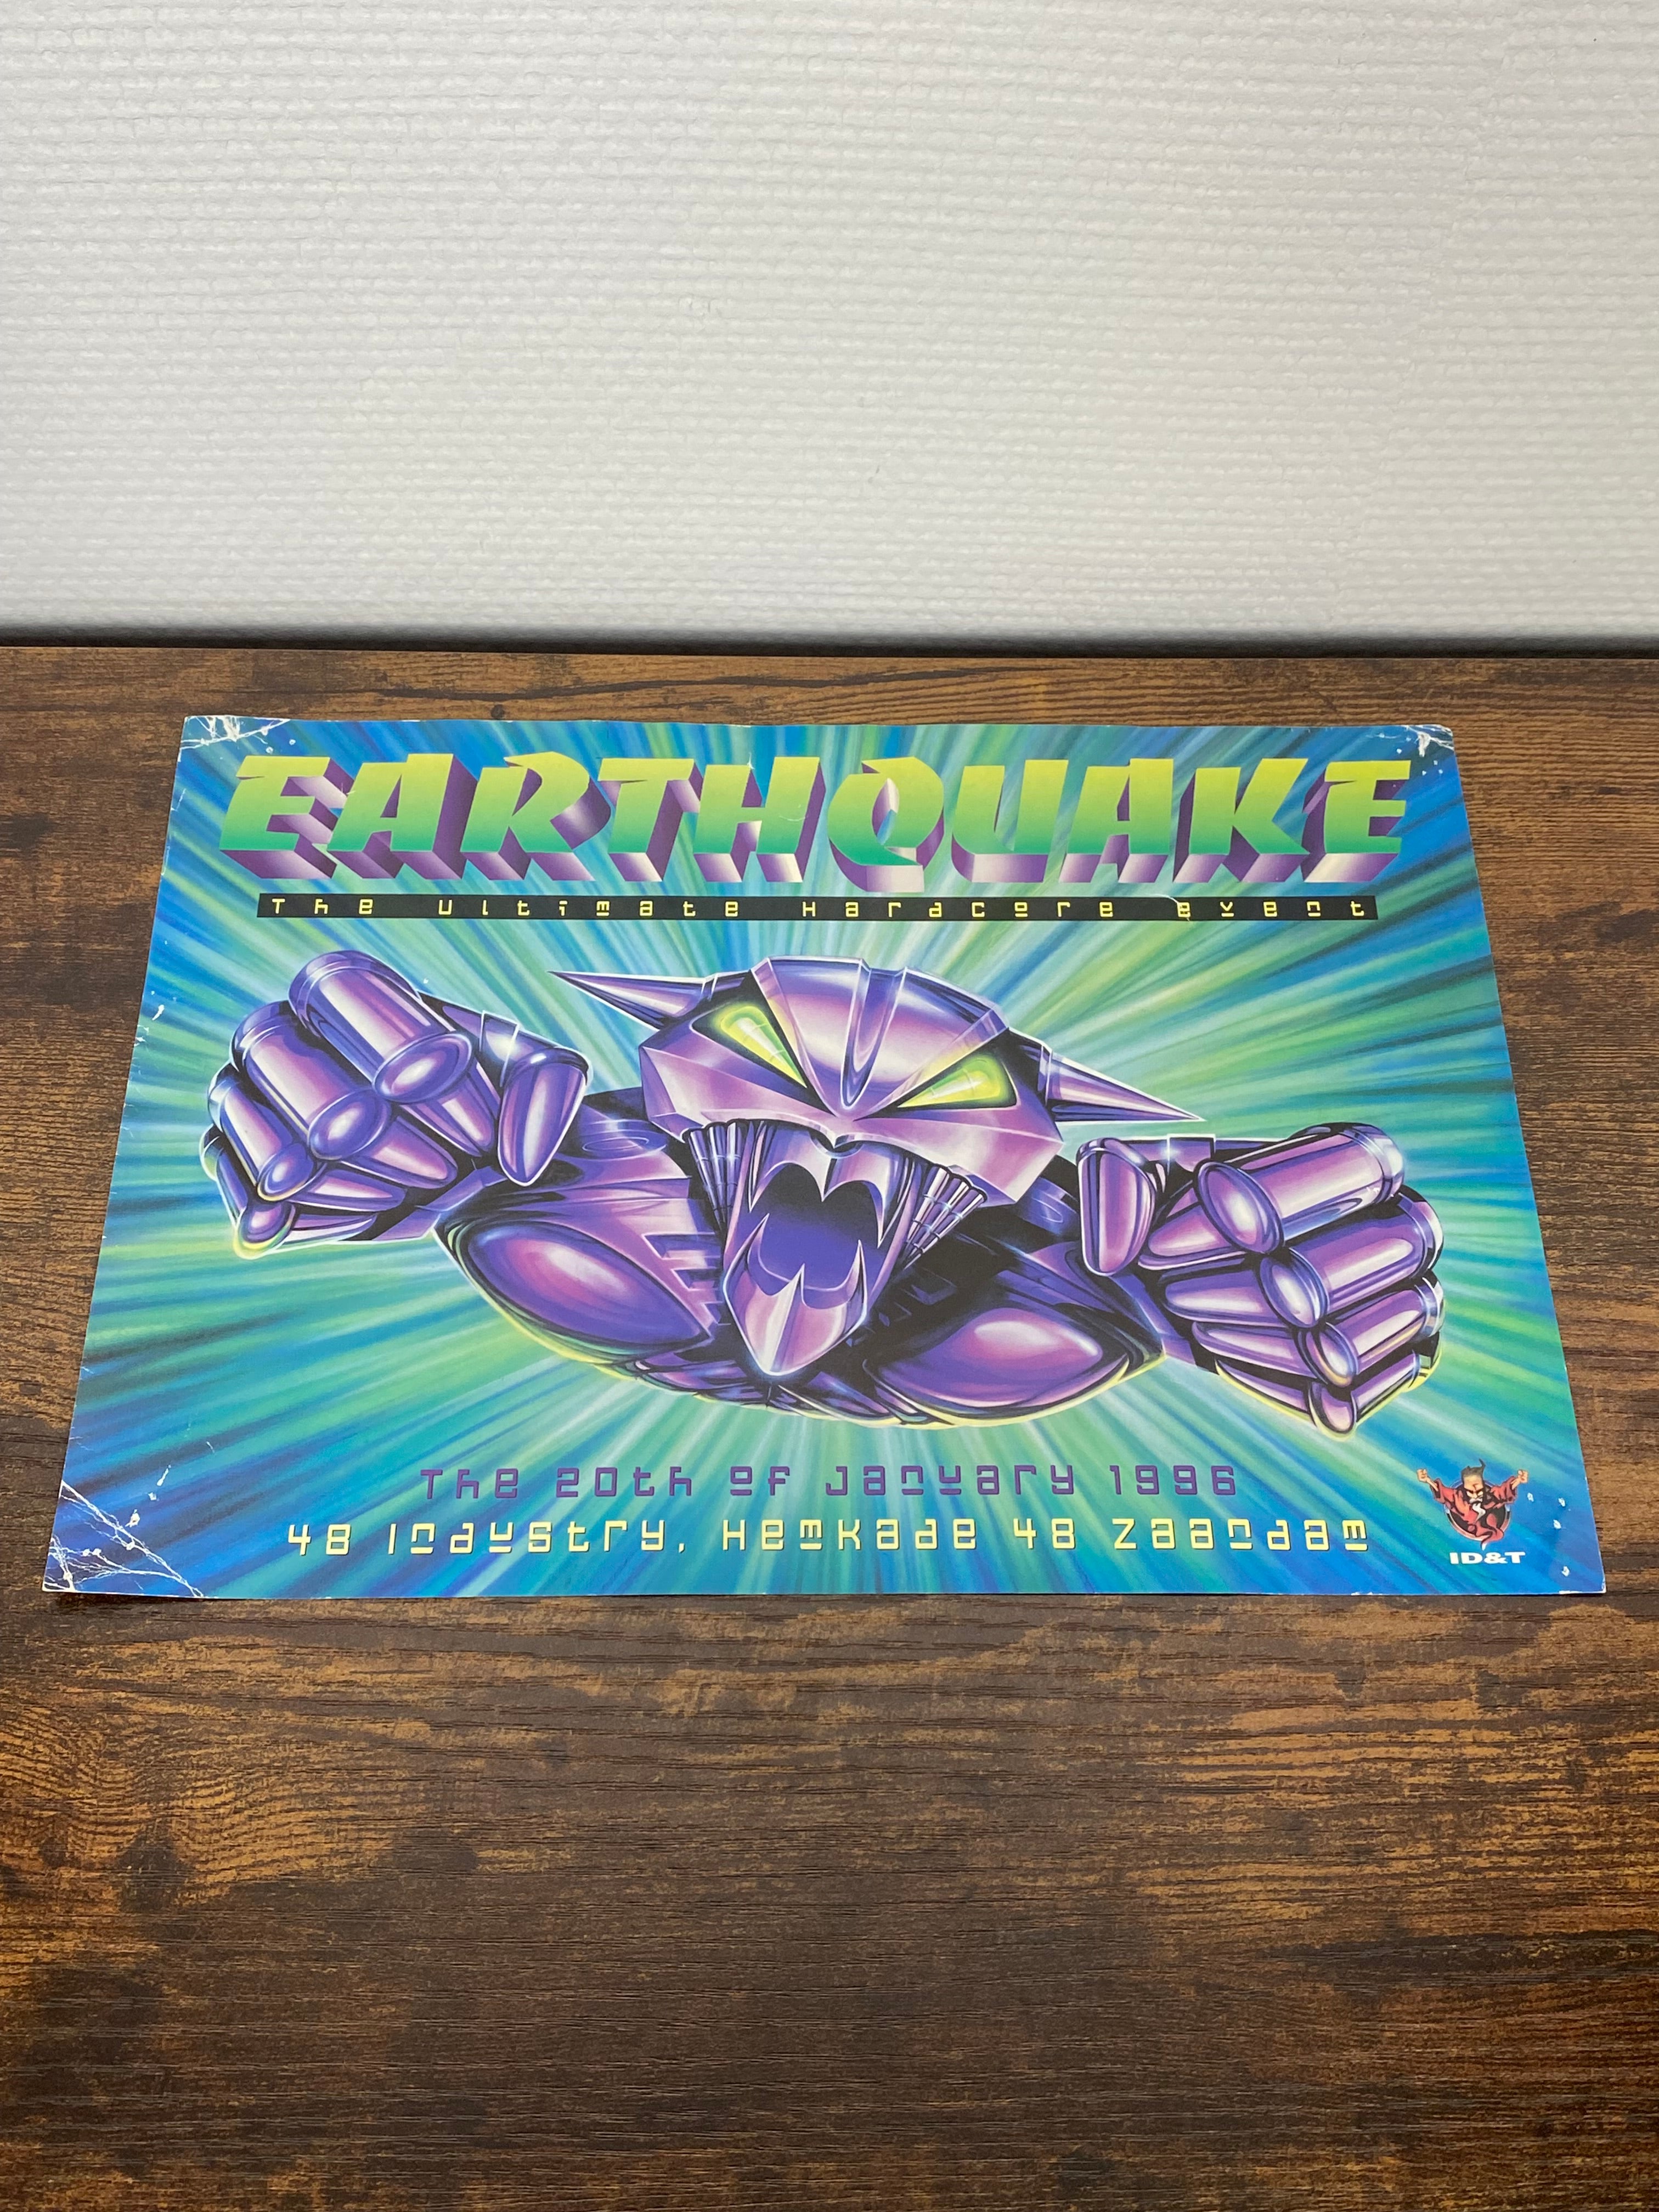 EARTHQUAKE
The Ultimate Hardcore event
The 20th of January 1996
48 Industry, Hemkade 48 Zaandam
ID&T